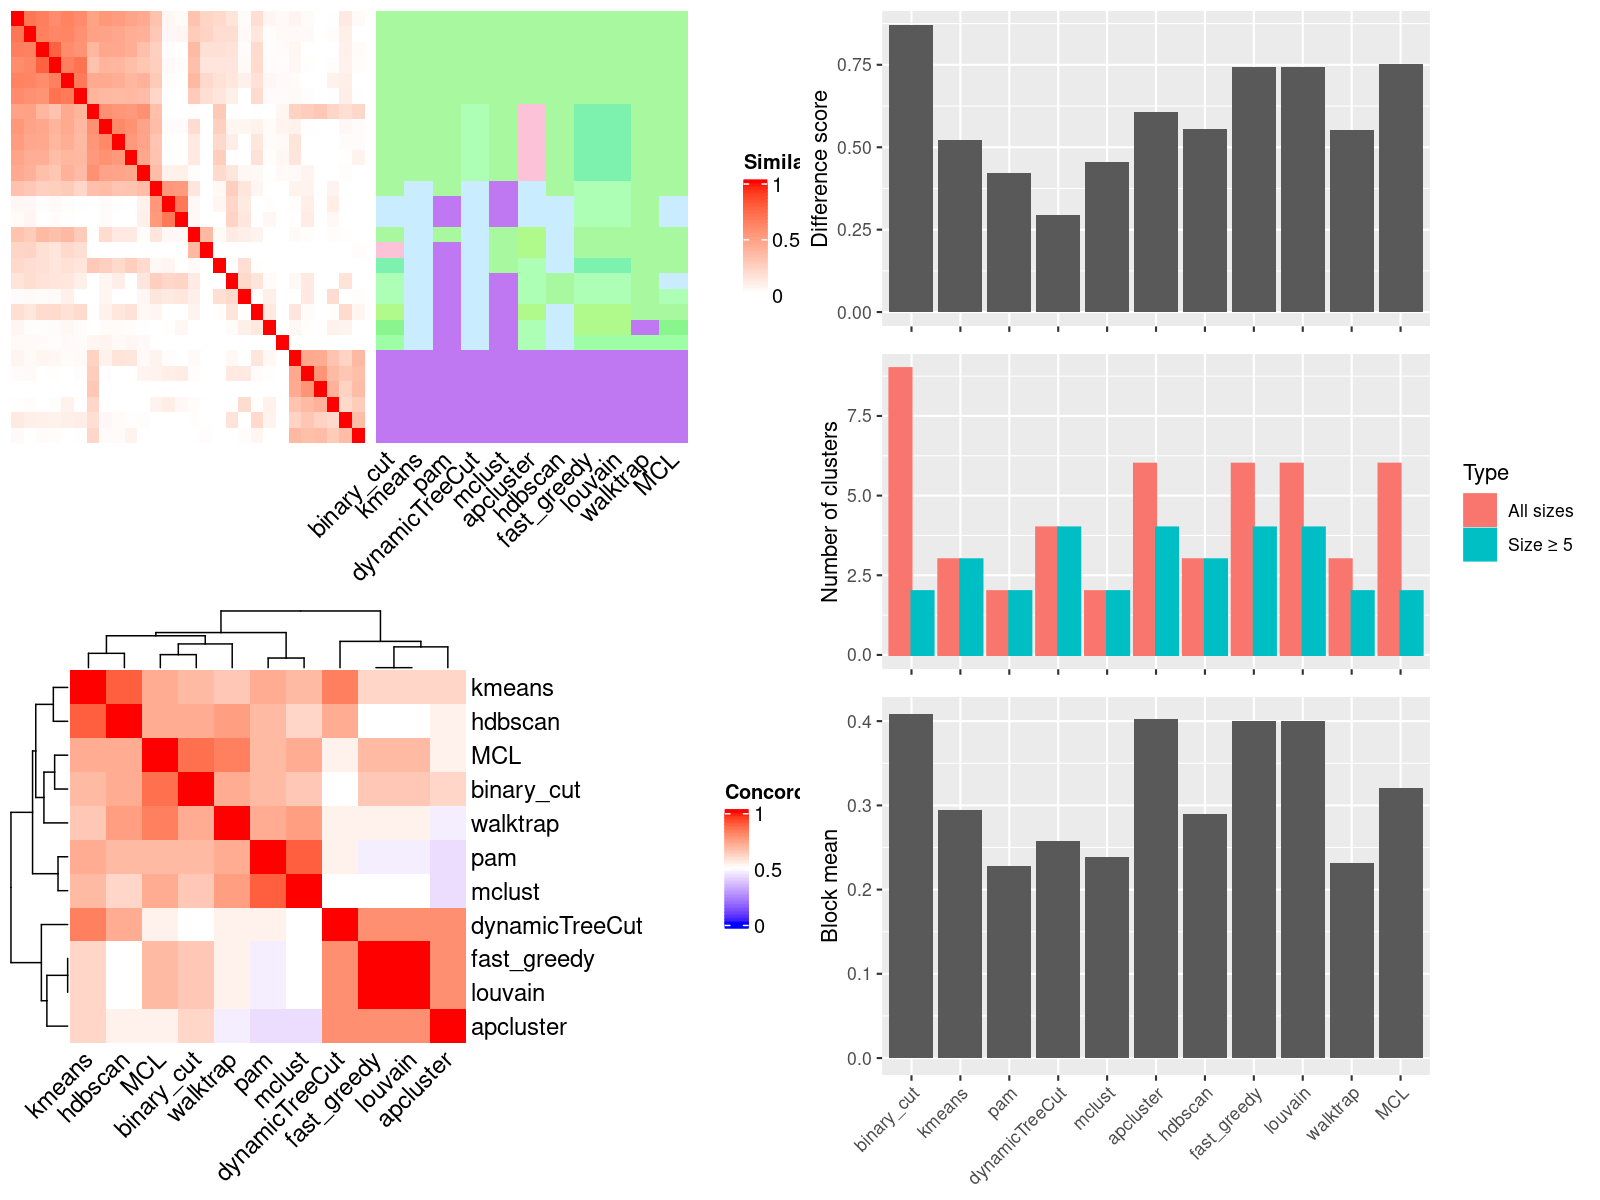 Simila
1
0.5
0
binary_cut
kmeans
pam
dynamicTreeCut
mclust
apcluster
hdbscan
fast_greedy
louvain
walktrap
MCL
kmeans
hdbscan
MCL
binary_cut
walktrap
pam
mclust
dynamicTreeCut
fast_greedy
louvain
apcluster
kmeans
hdbscan
MCL
binary_cut
walktrap
pam
mclust
dynamicTreeCut
fast_greedy
louvain
apcluster
Concorc
1
0.5
0
Difference score
0.75
0.50
0.25
0.00
Number of clusters
7.5
5.0
2.5
0.0
Type
All sizes
Size ≥ 5
Block mean
0.4
0.3
0.2
0.1
0.0
binary_cut
kmeans
pam
dynamicTreeCut
mclust
apcluster
hdbscan
fast_greedy
louvain
walktrap
MCL